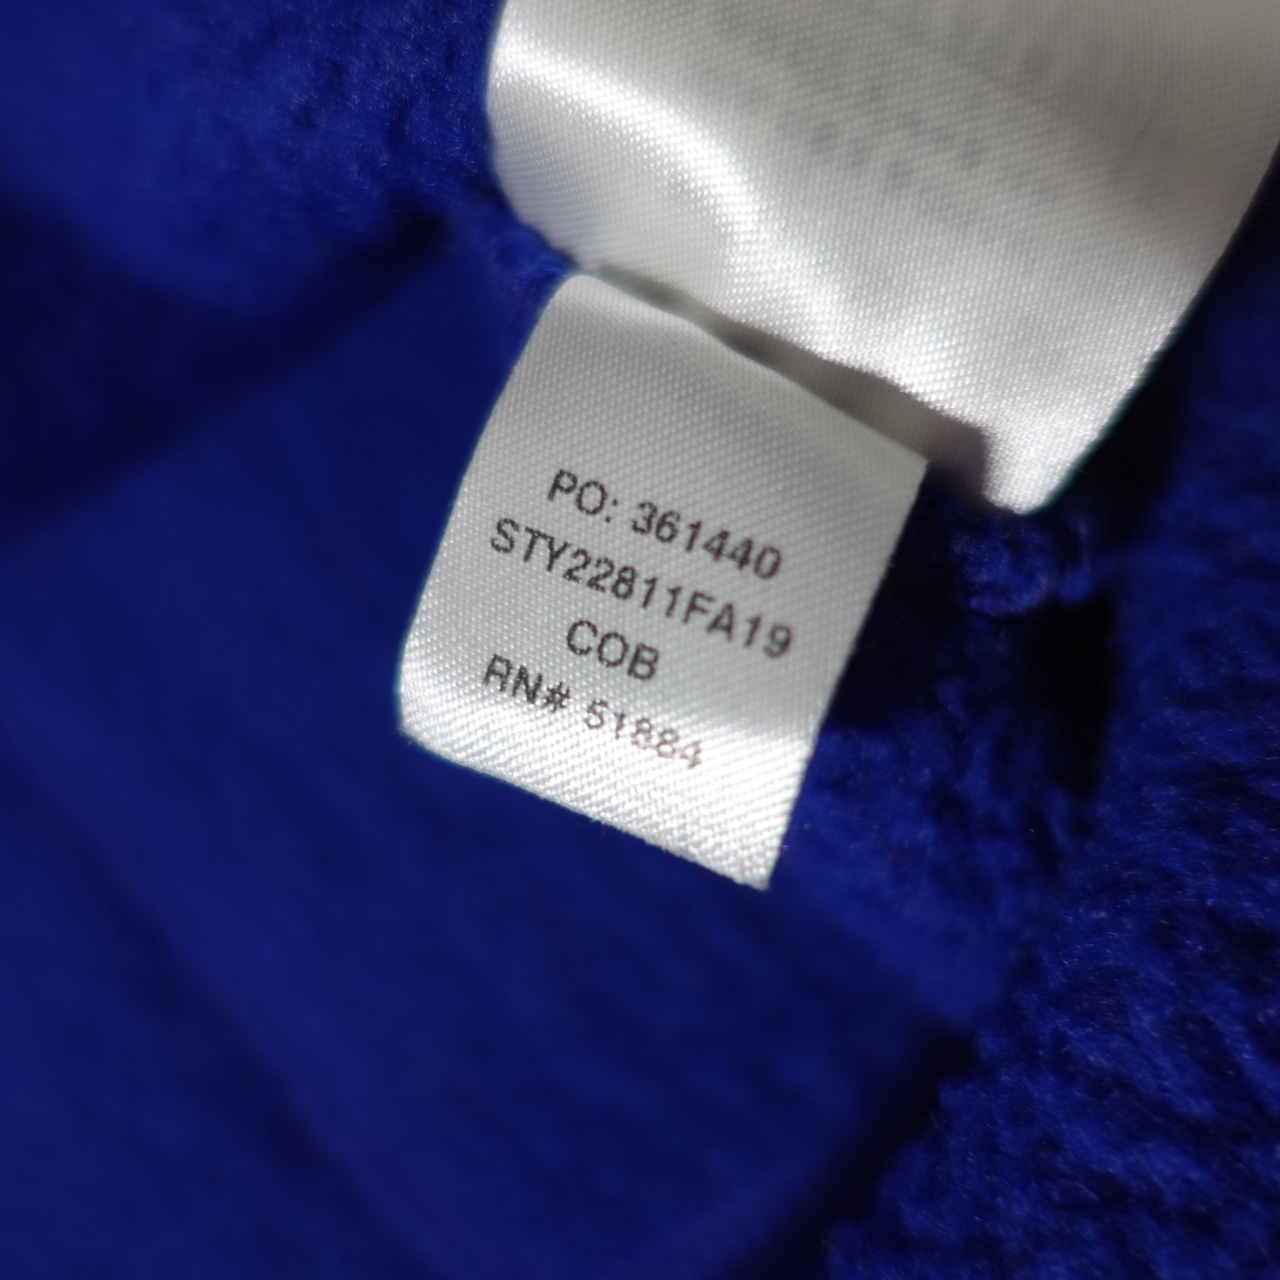 PO: 361440
STY22811FA19
COB
RN# 51884